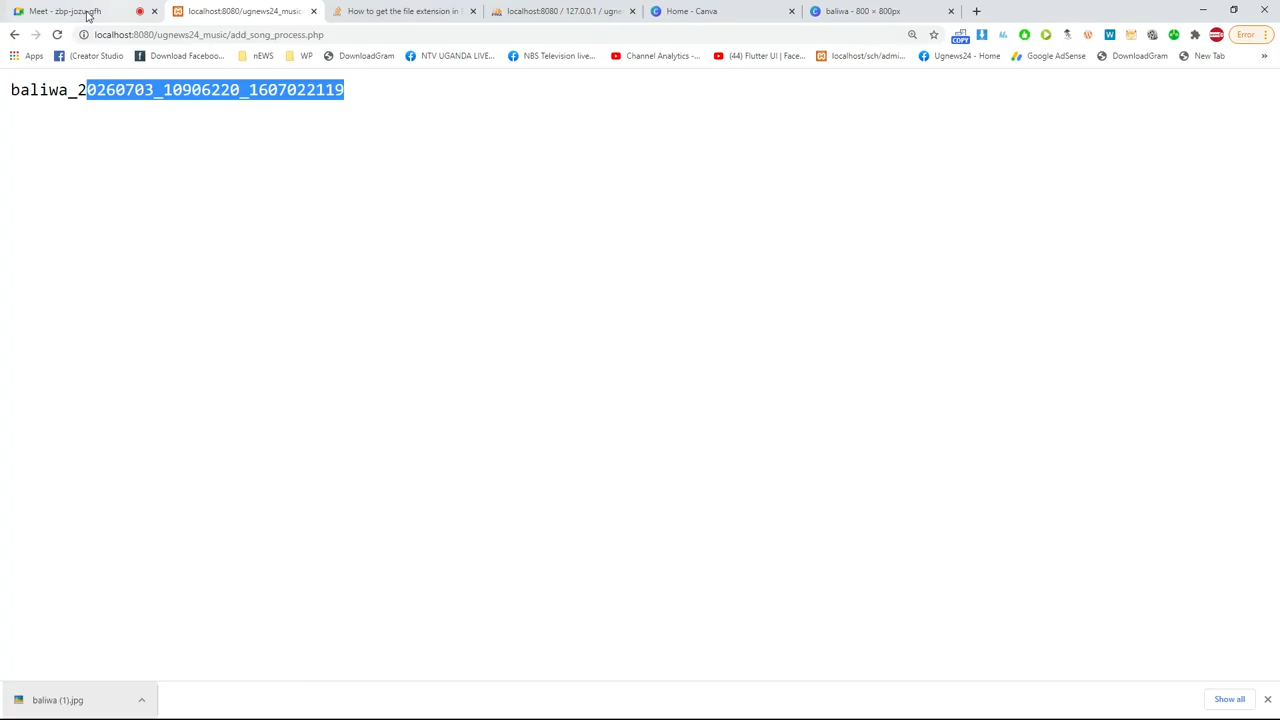 Meet - zbp-jozu-qfh
localhost:8080/ugnews24_music
How to get the file extension in
localhost:8080 / 127.0.0.1 / ugne
Home - Canva
baliwa - 800 × 800px
localhost:8080/ugnews24_music/add_song_process.php
COPY
Error
Apps
(Creator Studio
Download Faceboo...
nEWS
WP
DownloadGram
NTV UGANDA LIVE...
NBS Television live...
Channel Analytics -...
(44) Flutter UI | Face...
localhost/sch/admi...
Ugnews24 - Home
Google AdSense
DownloadGram
New Tab
»
baliwa_20260703_10906220_1607022119
baliwa (1).jpg
Show all